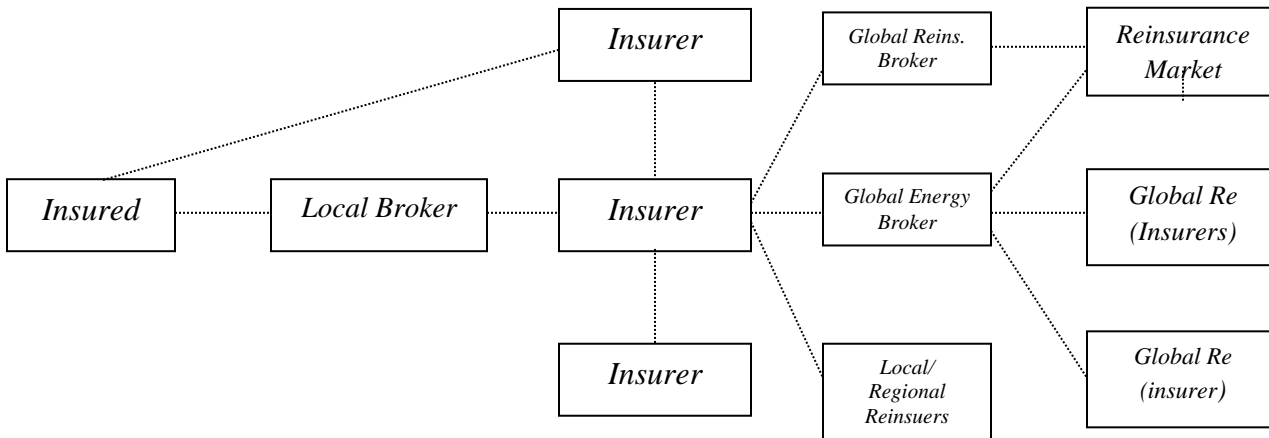 Insurer
Global Reins.
Broker
Reinsurance
Market
Insured
Local Broker
Insurer
Global Energy
Broker
Global Re
(Insurers)
Insurer
Local/
Regional
Reinsuers
Global Re
(insurer)